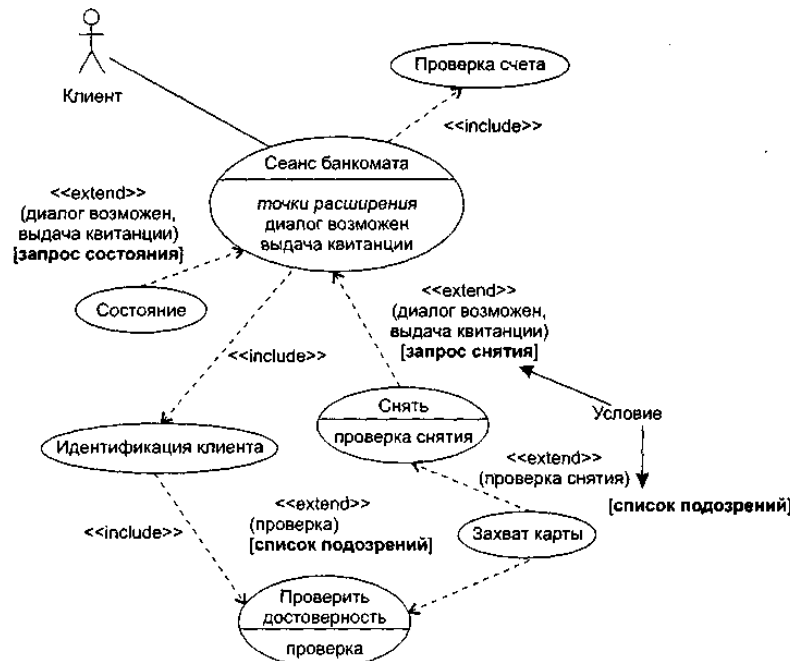 Клиент
Проверка счета
<<include>>
Сеанс банкомата
точки расширения
диалог возможен
выдача квитанции
<<extend>>
(диалог возможен,
выдача квитанции)
[запрос состояния]
Состояние
<<extend>>
(диалог возможен,
выдача квитанции)
[запрос снятия]
<<include>>
Снять
проверка снятия
Условие
Идентификация клиента
<<extend>>
(проверка снятия)
[список подозрений]
<<extend>>
(проверка)
[список подозрений]
<<include>>
Захват карты
Проверить
достоверность
проверка